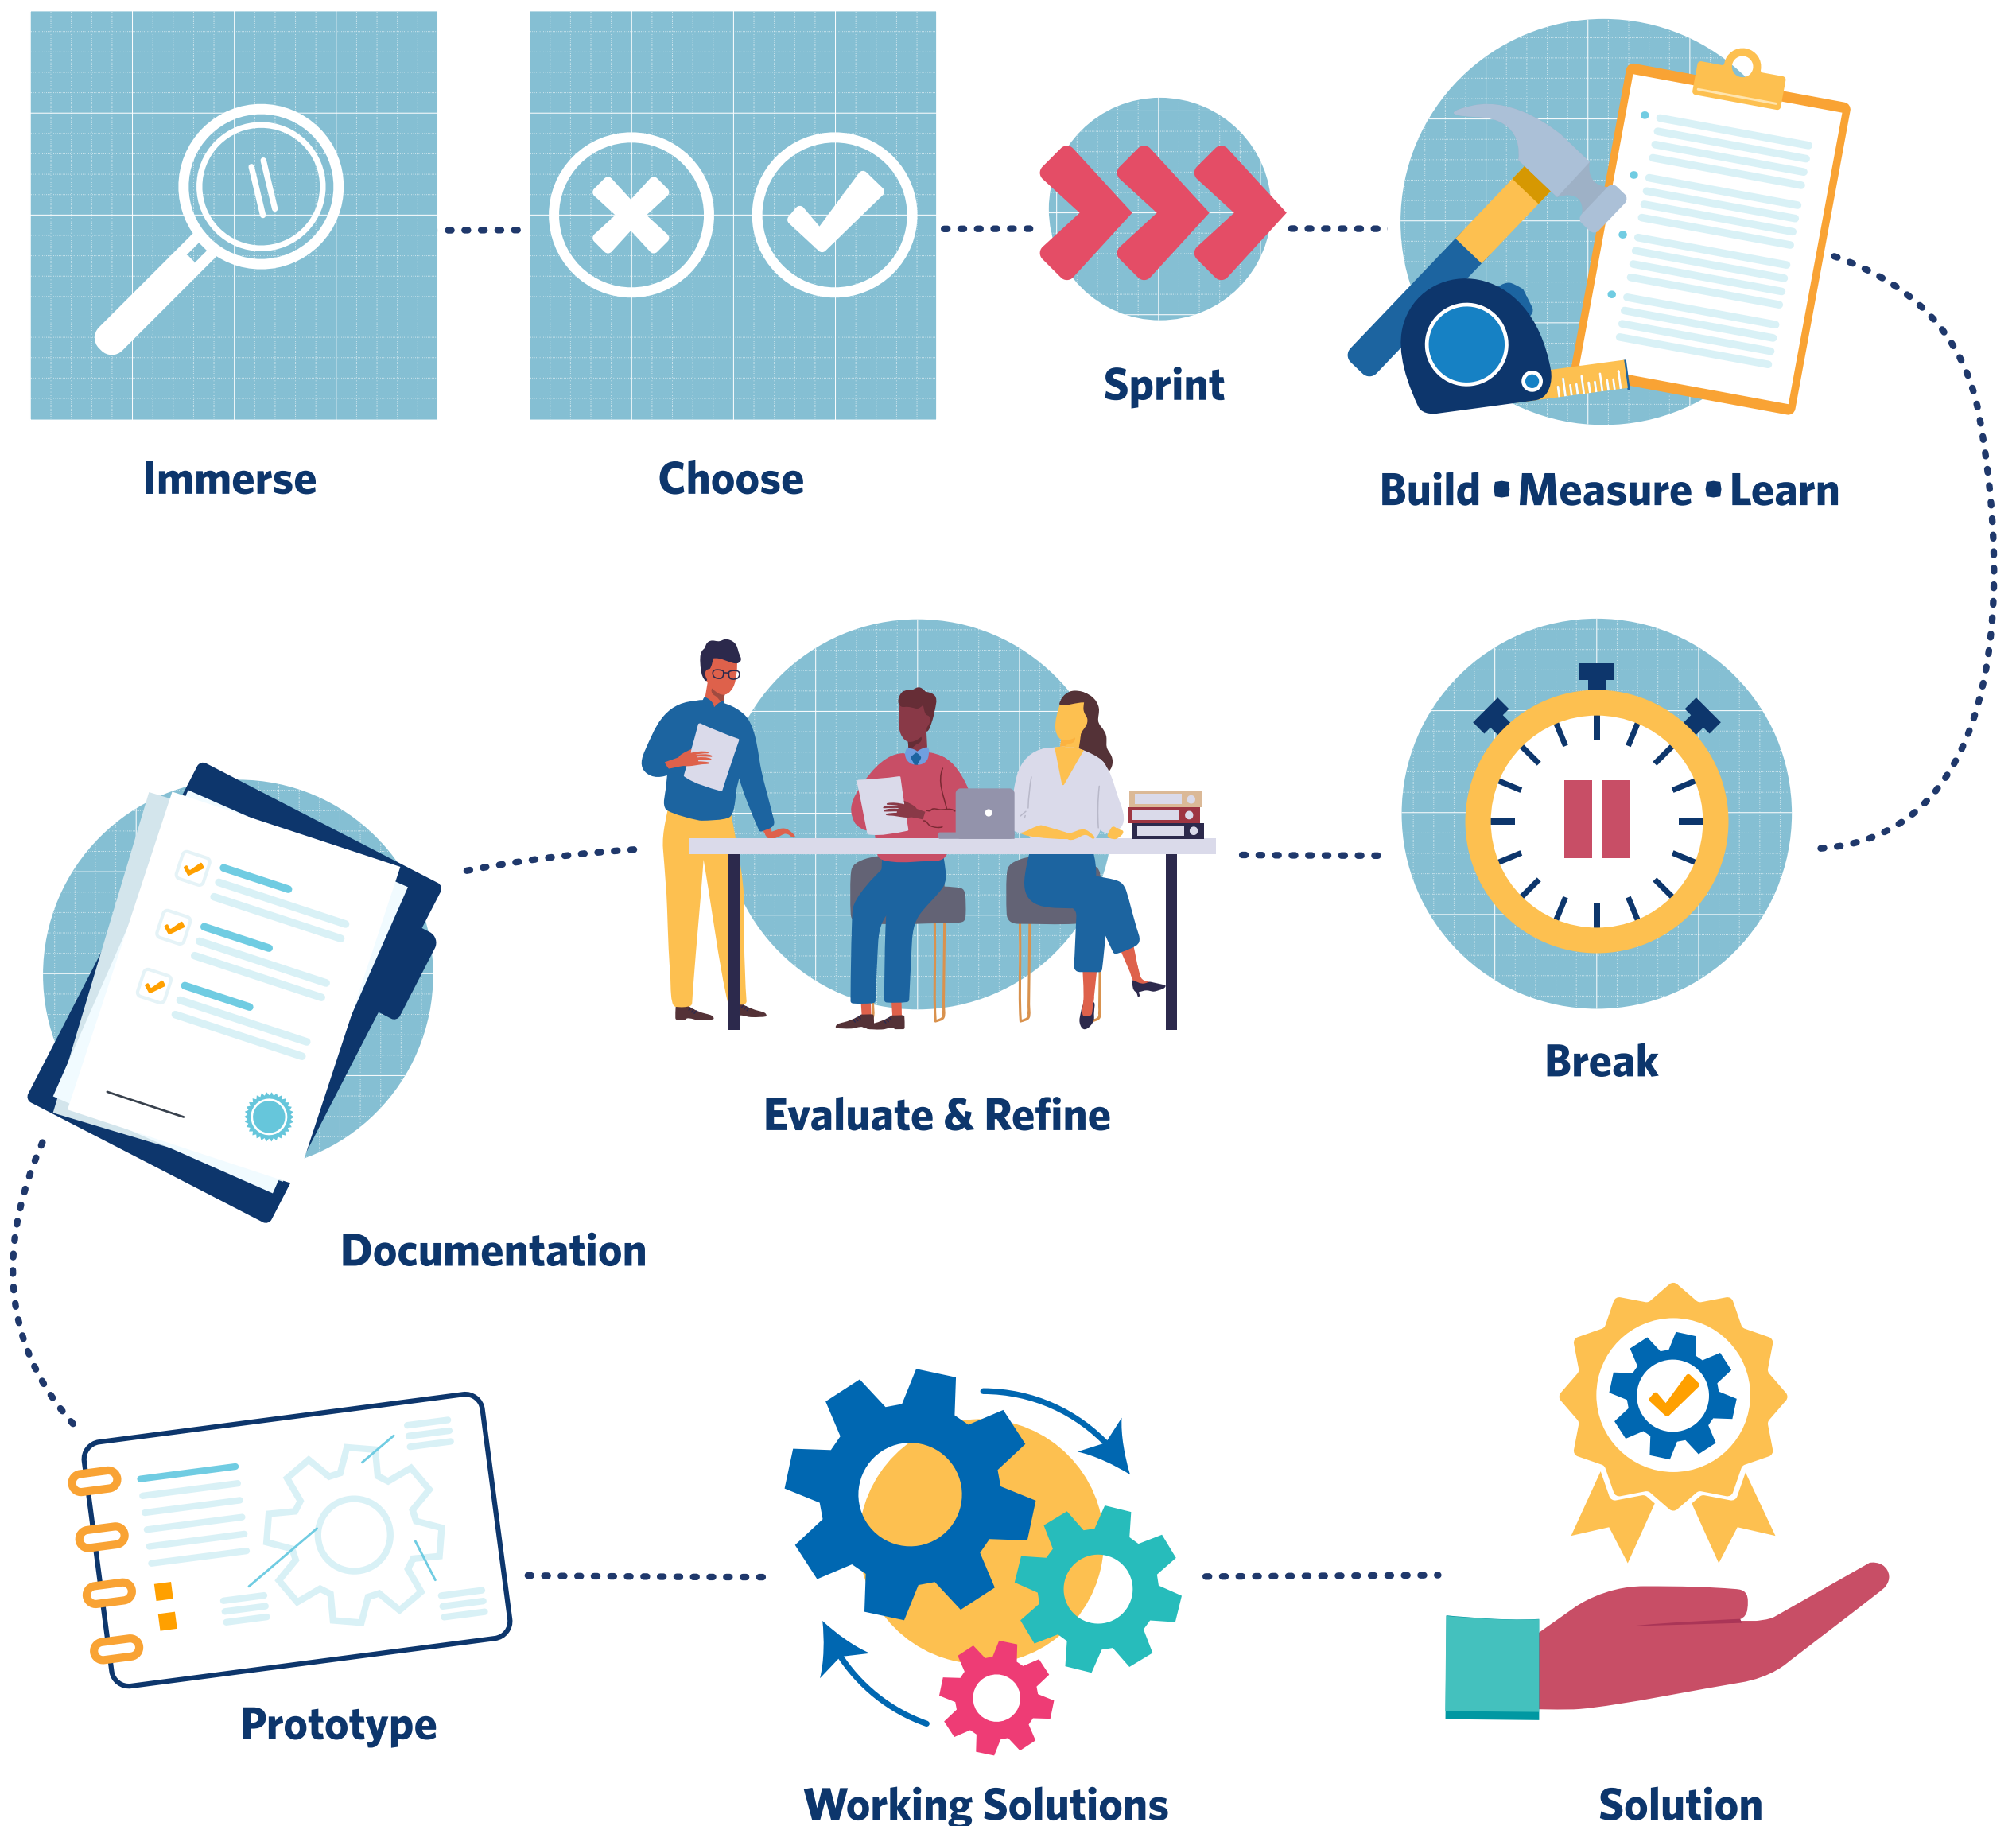 Immerse
Choose
Sprint
Build ▪ Measure ▪ Learn
Break
Evaluate & Refine
Documentation
Prototype
Working Solutions
Solution